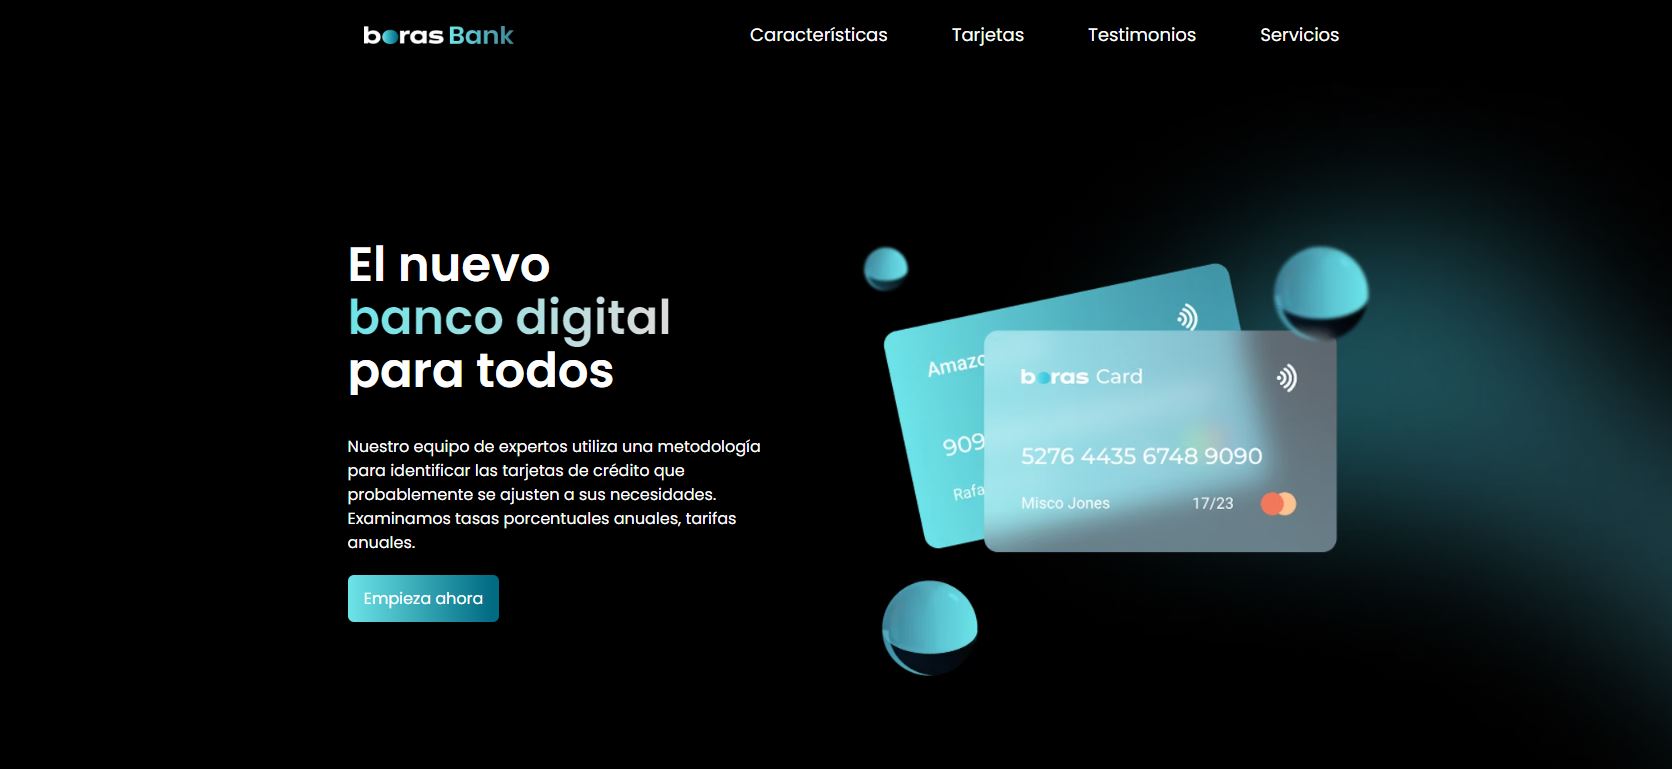 boras Bank
Características Tarjetas Testimonios Servicios
El nuevo
banco digital
para todos
Nuestro equipo de expertos utiliza una metodología
para identificar las tarjetas de crédito que
probablemente se ajusten a sus necesidades.
Examinamos tasas porcentuales anuales, tarifas
anuales.
Empieza ahora
909
boras Card
5276 4435 6748 9090
Misco Jones 17/23